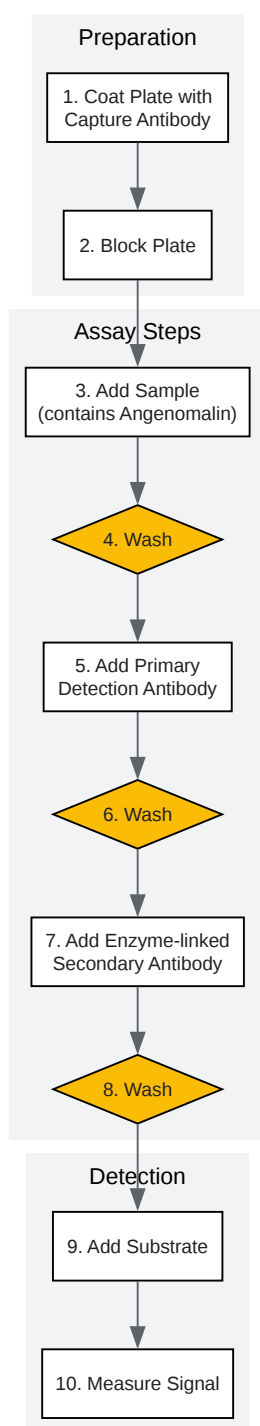 Preparation
1. Coat Plate with
Capture Antibody
2. Block Plate
Assay Steps
3. Add Sample
(contains Angenomalin)
4. Wash
5. Add Primary
Detection Antibody
6. Wash
7. Add Enzyme-linked
Secondary Antibody
8. Wash
Detection
9. Add Substrate
10. Measure Signal